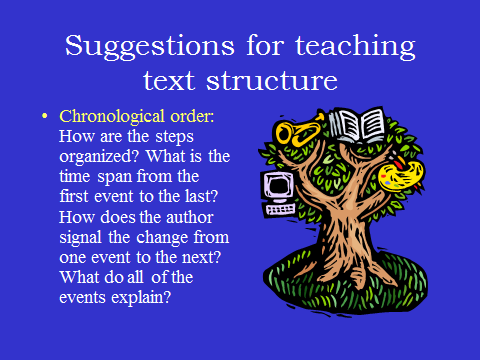 Suggestions for teaching
text structure
• Chronological order:
How are the steps
organized? What is the
time span from the
first event to the last?
How does the author
signal the change from
one event to the next?
What do all of the
events explain?